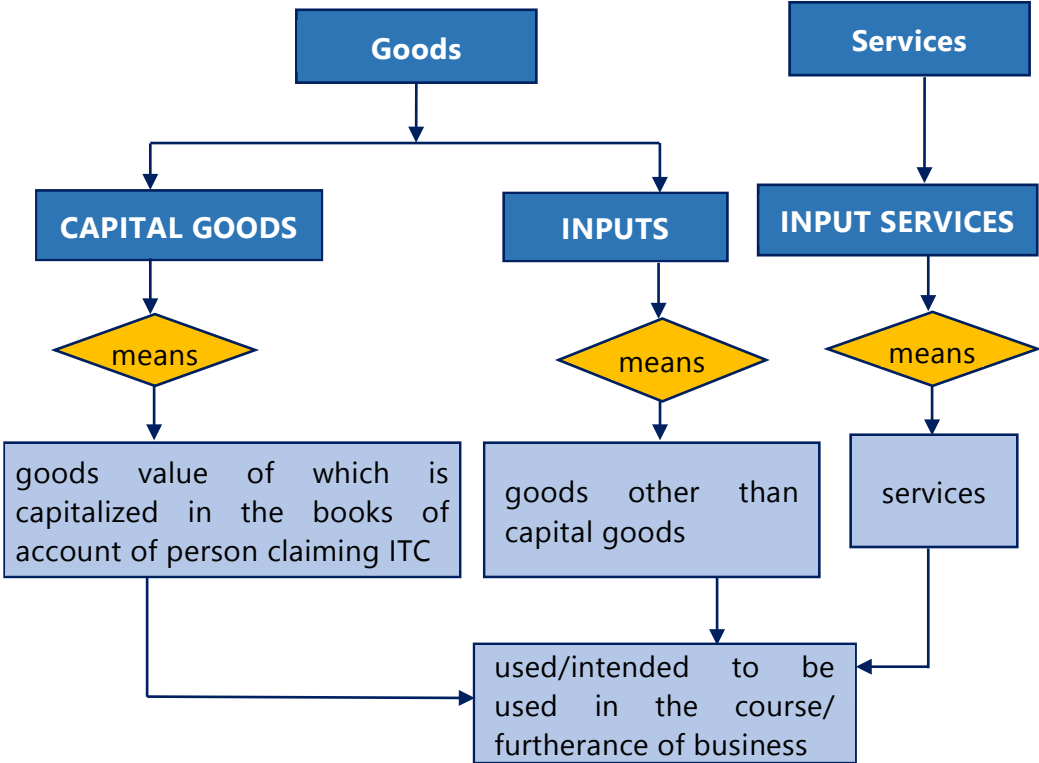 Goods
Services
CAPITAL GOODS
INPUTS
INPUT SERVICES
means
means
means
goods value of which is
capitalized in the books of
account of person claiming ITC
goods other than
capital goods
services
used/intended to be
used in the course/
furtherance of business